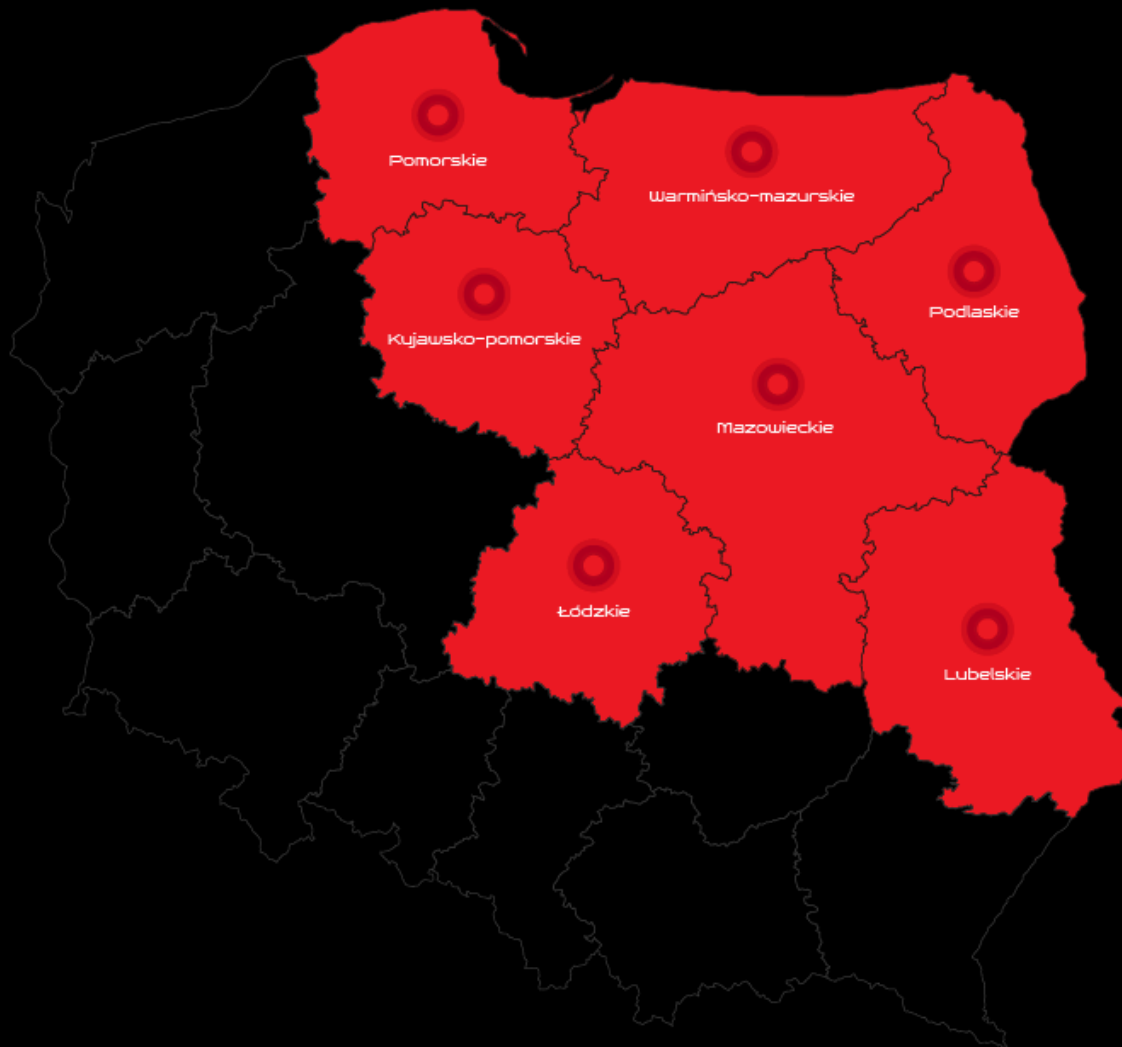 Pomorskie
Warmińsko-mazurskie
Podlaskie
Kujawsko-pomorskie
Mazowieckie
Łódzkie
Lubelskie